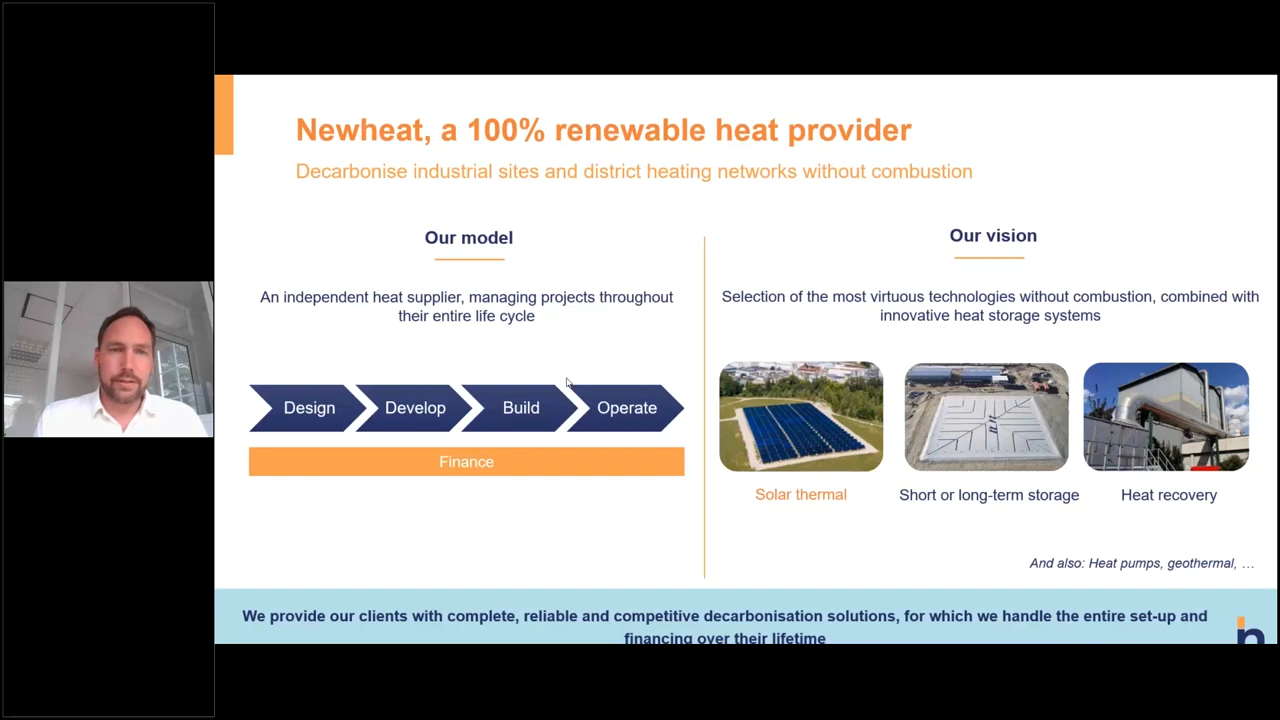 Newheat, a 100% renewable heat provider
Decarbonise industrial sites and district heating networks without combustion
Our model
An independent heat supplier, managing projects throughout
their entire life cycle
Design
Develop
Build
Operate
Finance
Our vision
Selection of the most virtuous technologies without combustion, combined with
innovative heat storage systems
Solar thermal
Short or long-term storage
Heat recovery
And also: Heat pumps, geothermal, …
We provide our clients with complete, reliable and competitive decarbonisation solutions, for which we handle the entire set-up and
financing over their lifetime